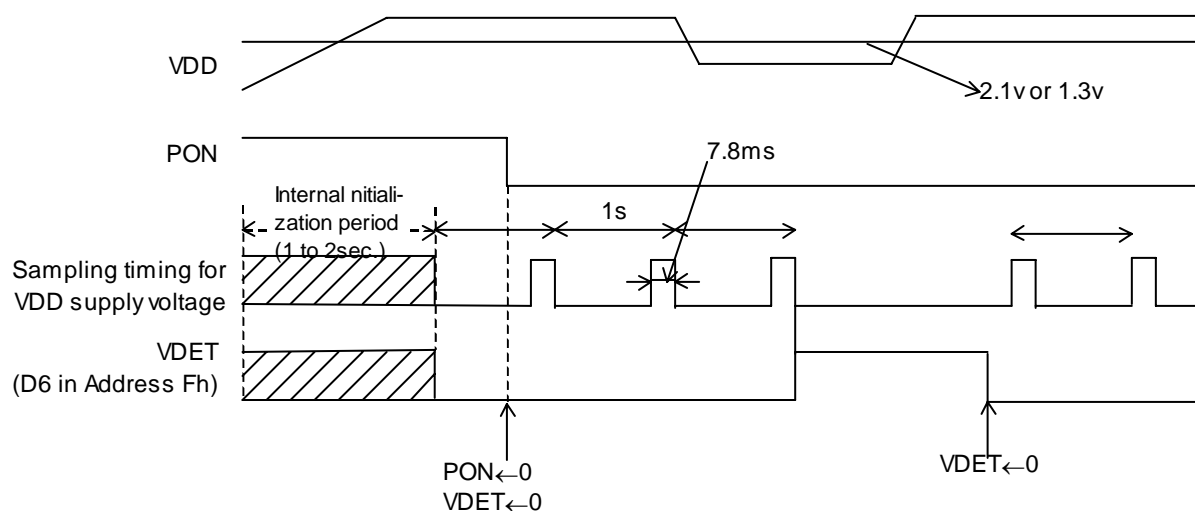 VDD
2.1v or 1.3v
PON
7.8ms
Internal nitiali-
zation period
(1 to 2sec.)
1s
Sampling timing for
VDD supply voltage
VDET
(D6 in Address Fh)
PON←0
VDET←0
VDET←0